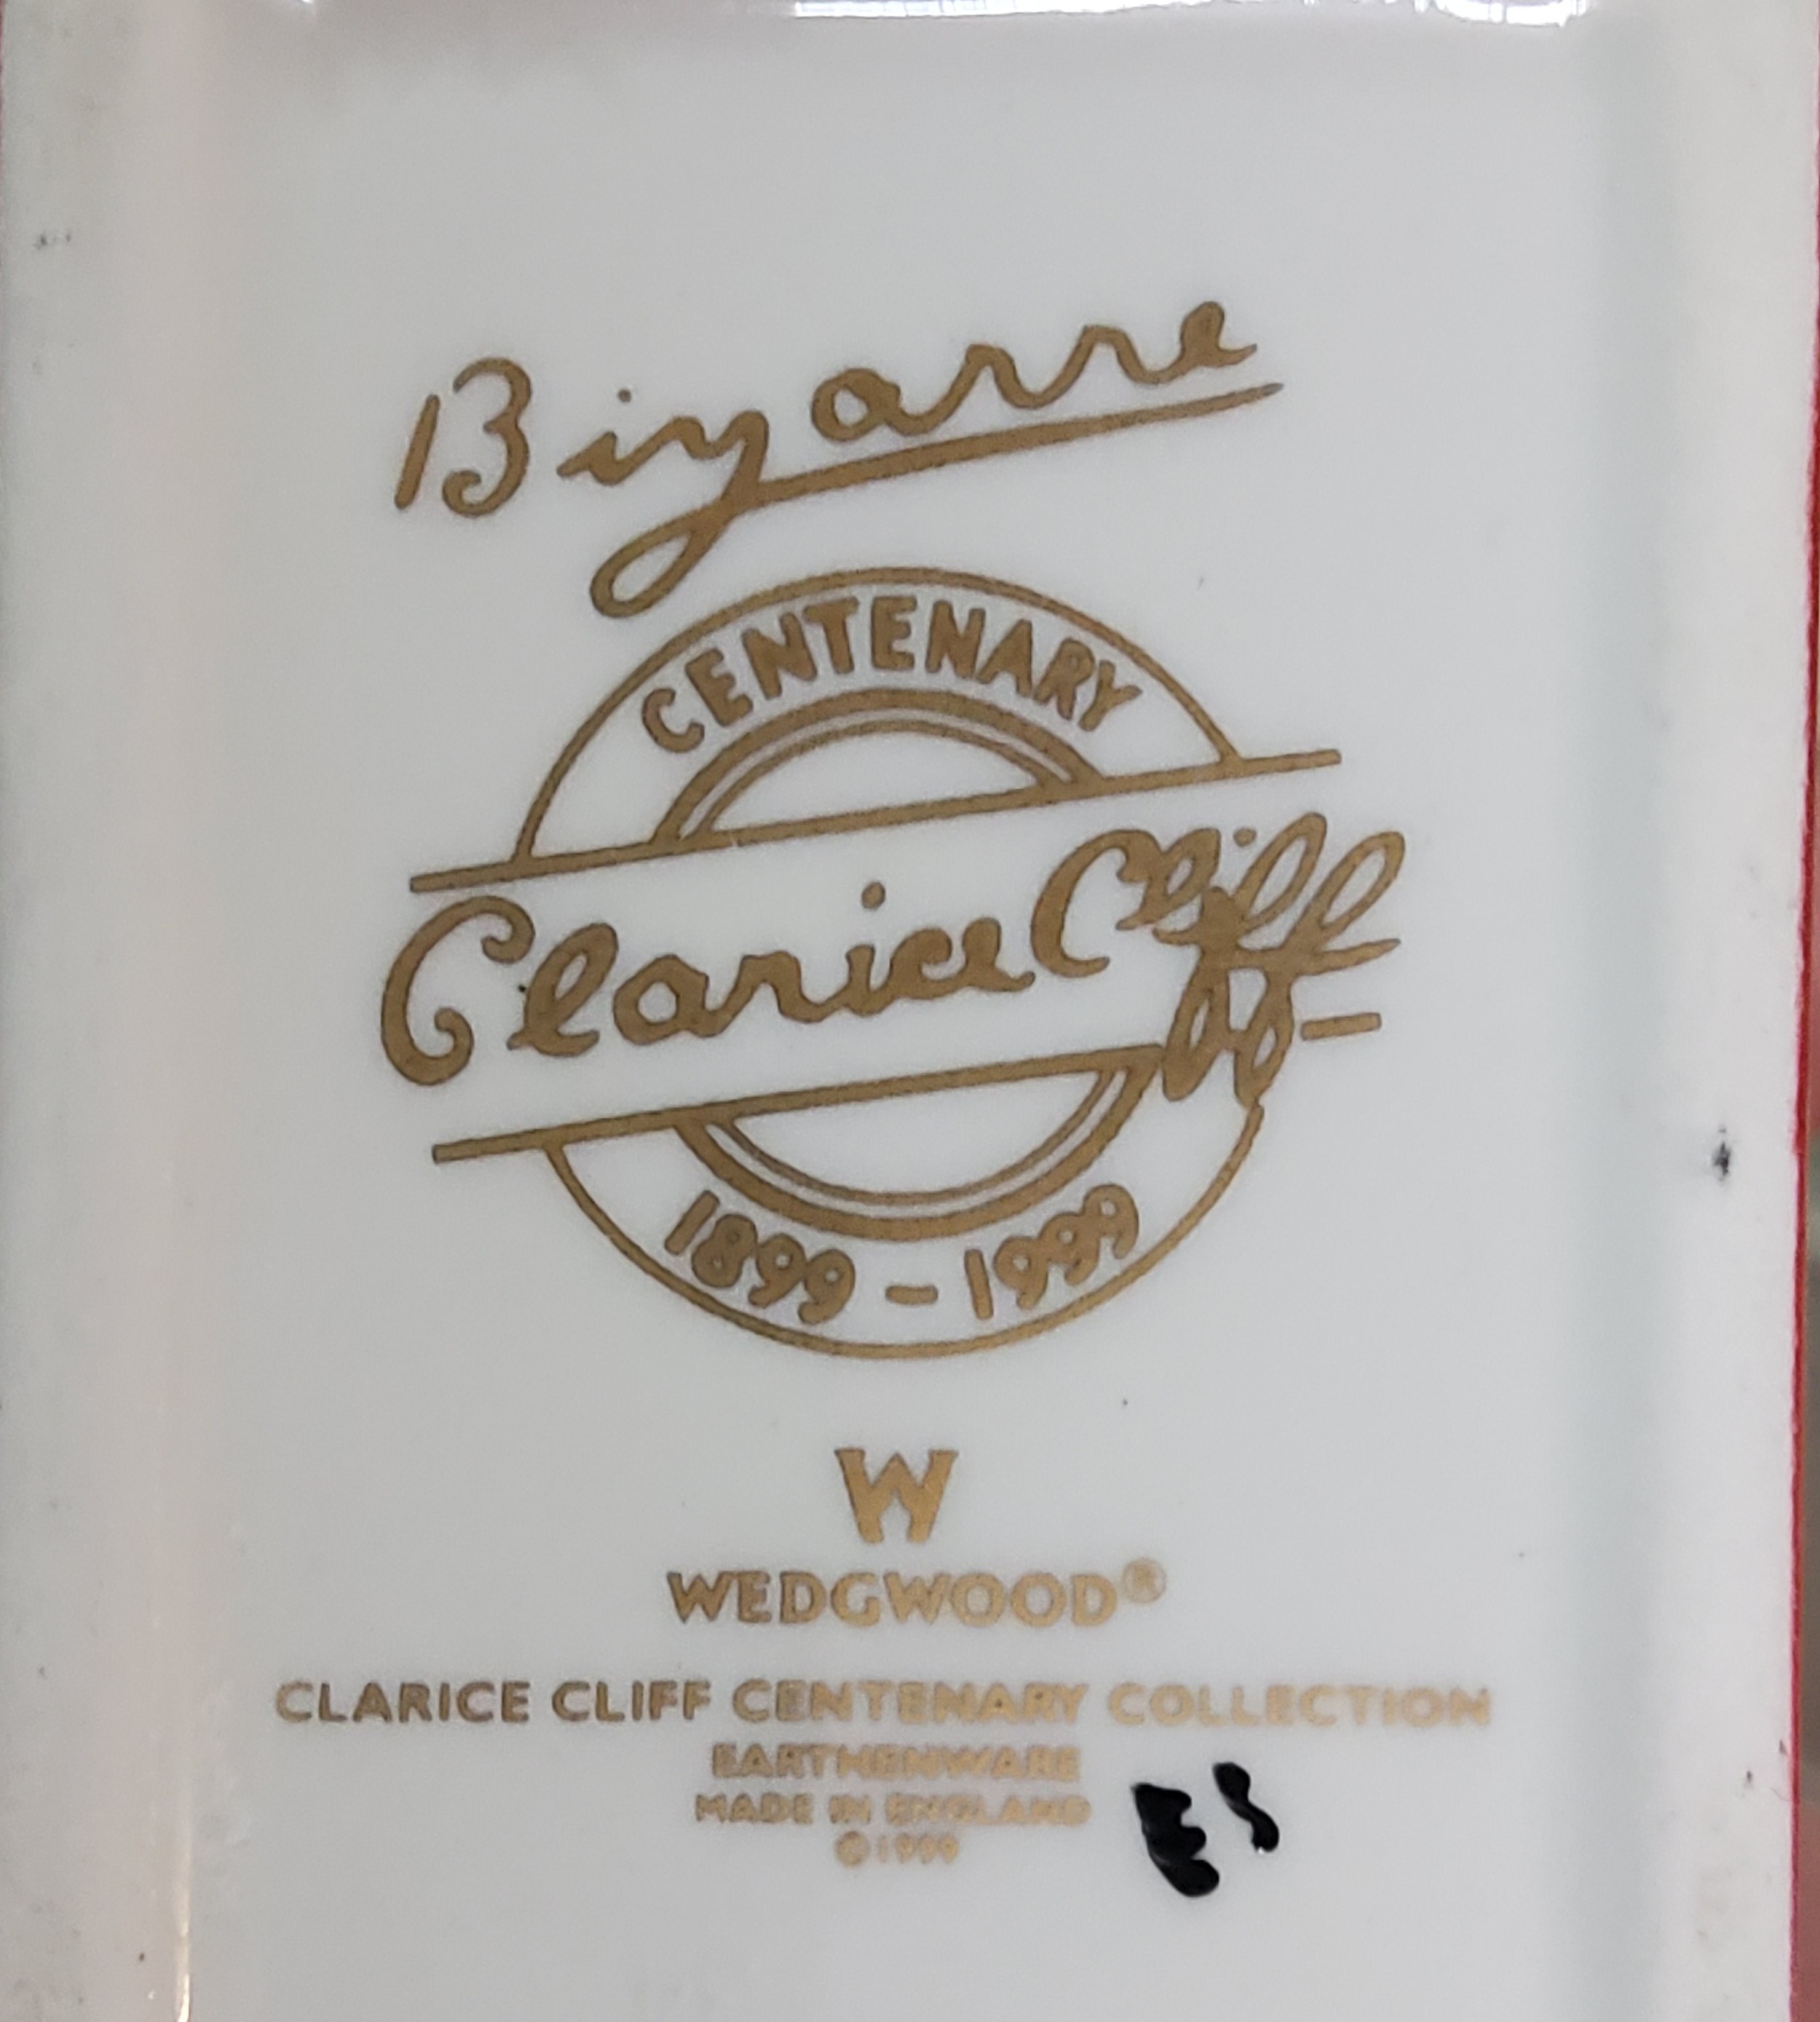 Bizarre
CENTENARY
Clarice Cliff
1899 – 1999
W
WEDGWOOD®
CLARICE CLIFF CENTENARY COLLECTION
EARTHENWARE
MADE IN ENGLAND
©1999